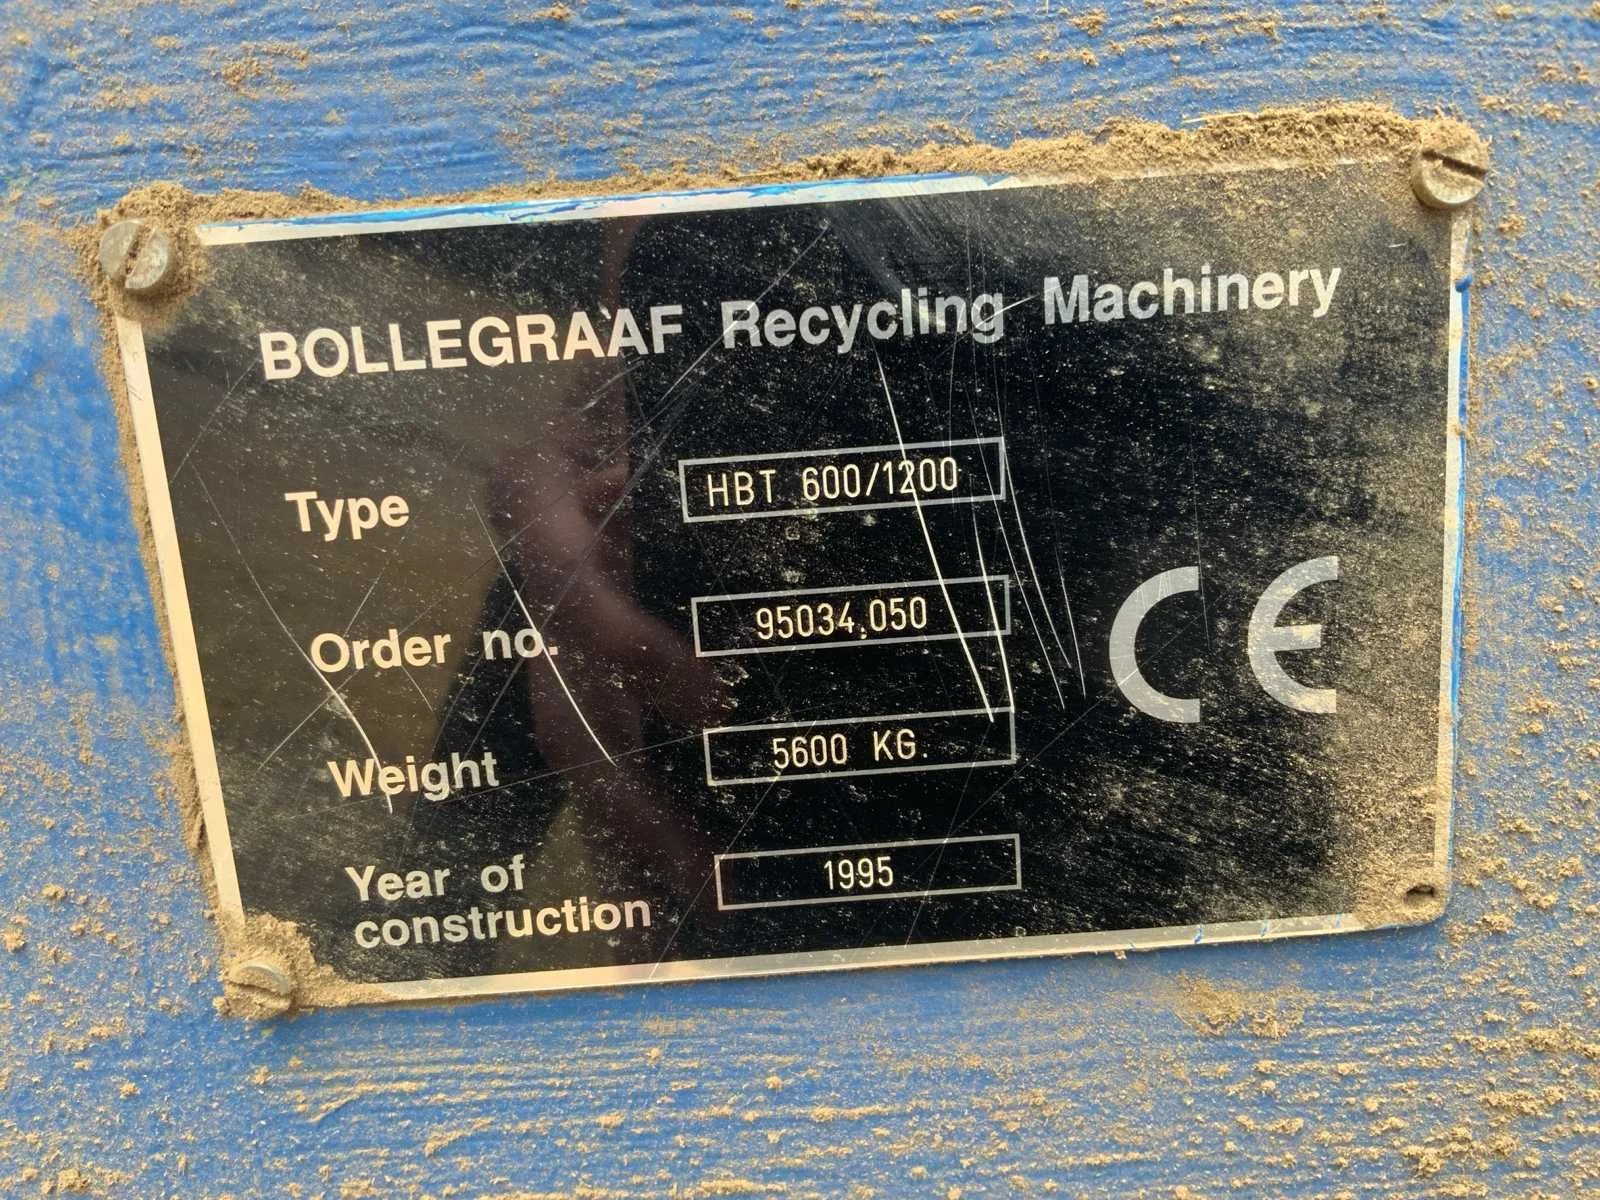 BOLLEGRAAF Recycling Machinery
Type HBT 600/1200
Order no. 95034.050
Weight 5600 KG.
Year of
construction 1995
CE